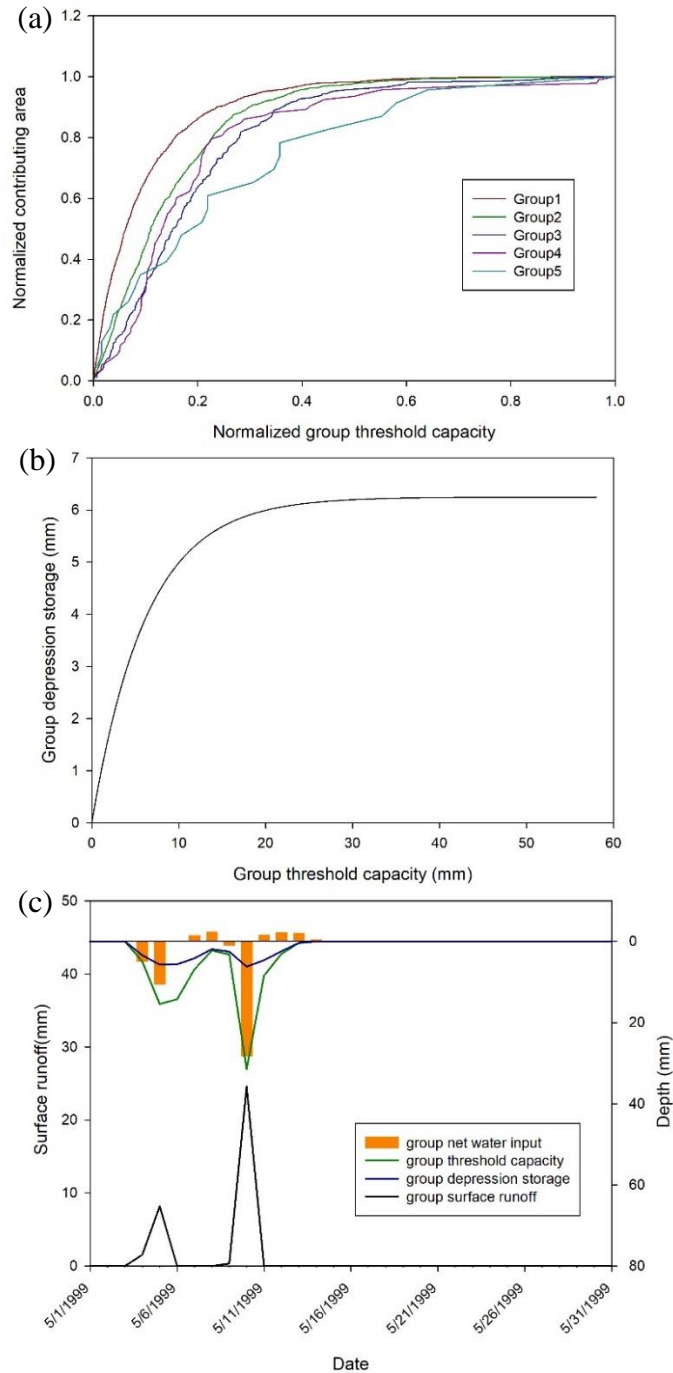 (a)
1.2
1.0
0.8
0.6
0.4
0.2
0.0
Normalized contributing area
Group1
Group2
Group3
Group4
Group5
0.0 0.2 0.4 0.6 0.8 1.0
Normalized group threshold capacity
(b)
7
6
5
4
3
2
1
0
Group depression storage (mm)
0 10 20 30 40 50 60
Group threshold capacity (mm)
(c)
50
40
30
20
10
0
Surface runoff(mm)
0
20
40
60
80
Depth (mm)
group net water input
group threshold capacity
group depression storage
group surface runoff
5/1/1999 5/6/1999 5/11/1999 5/16/1999 5/21/1999 5/26/1999 5/31/1999
Date